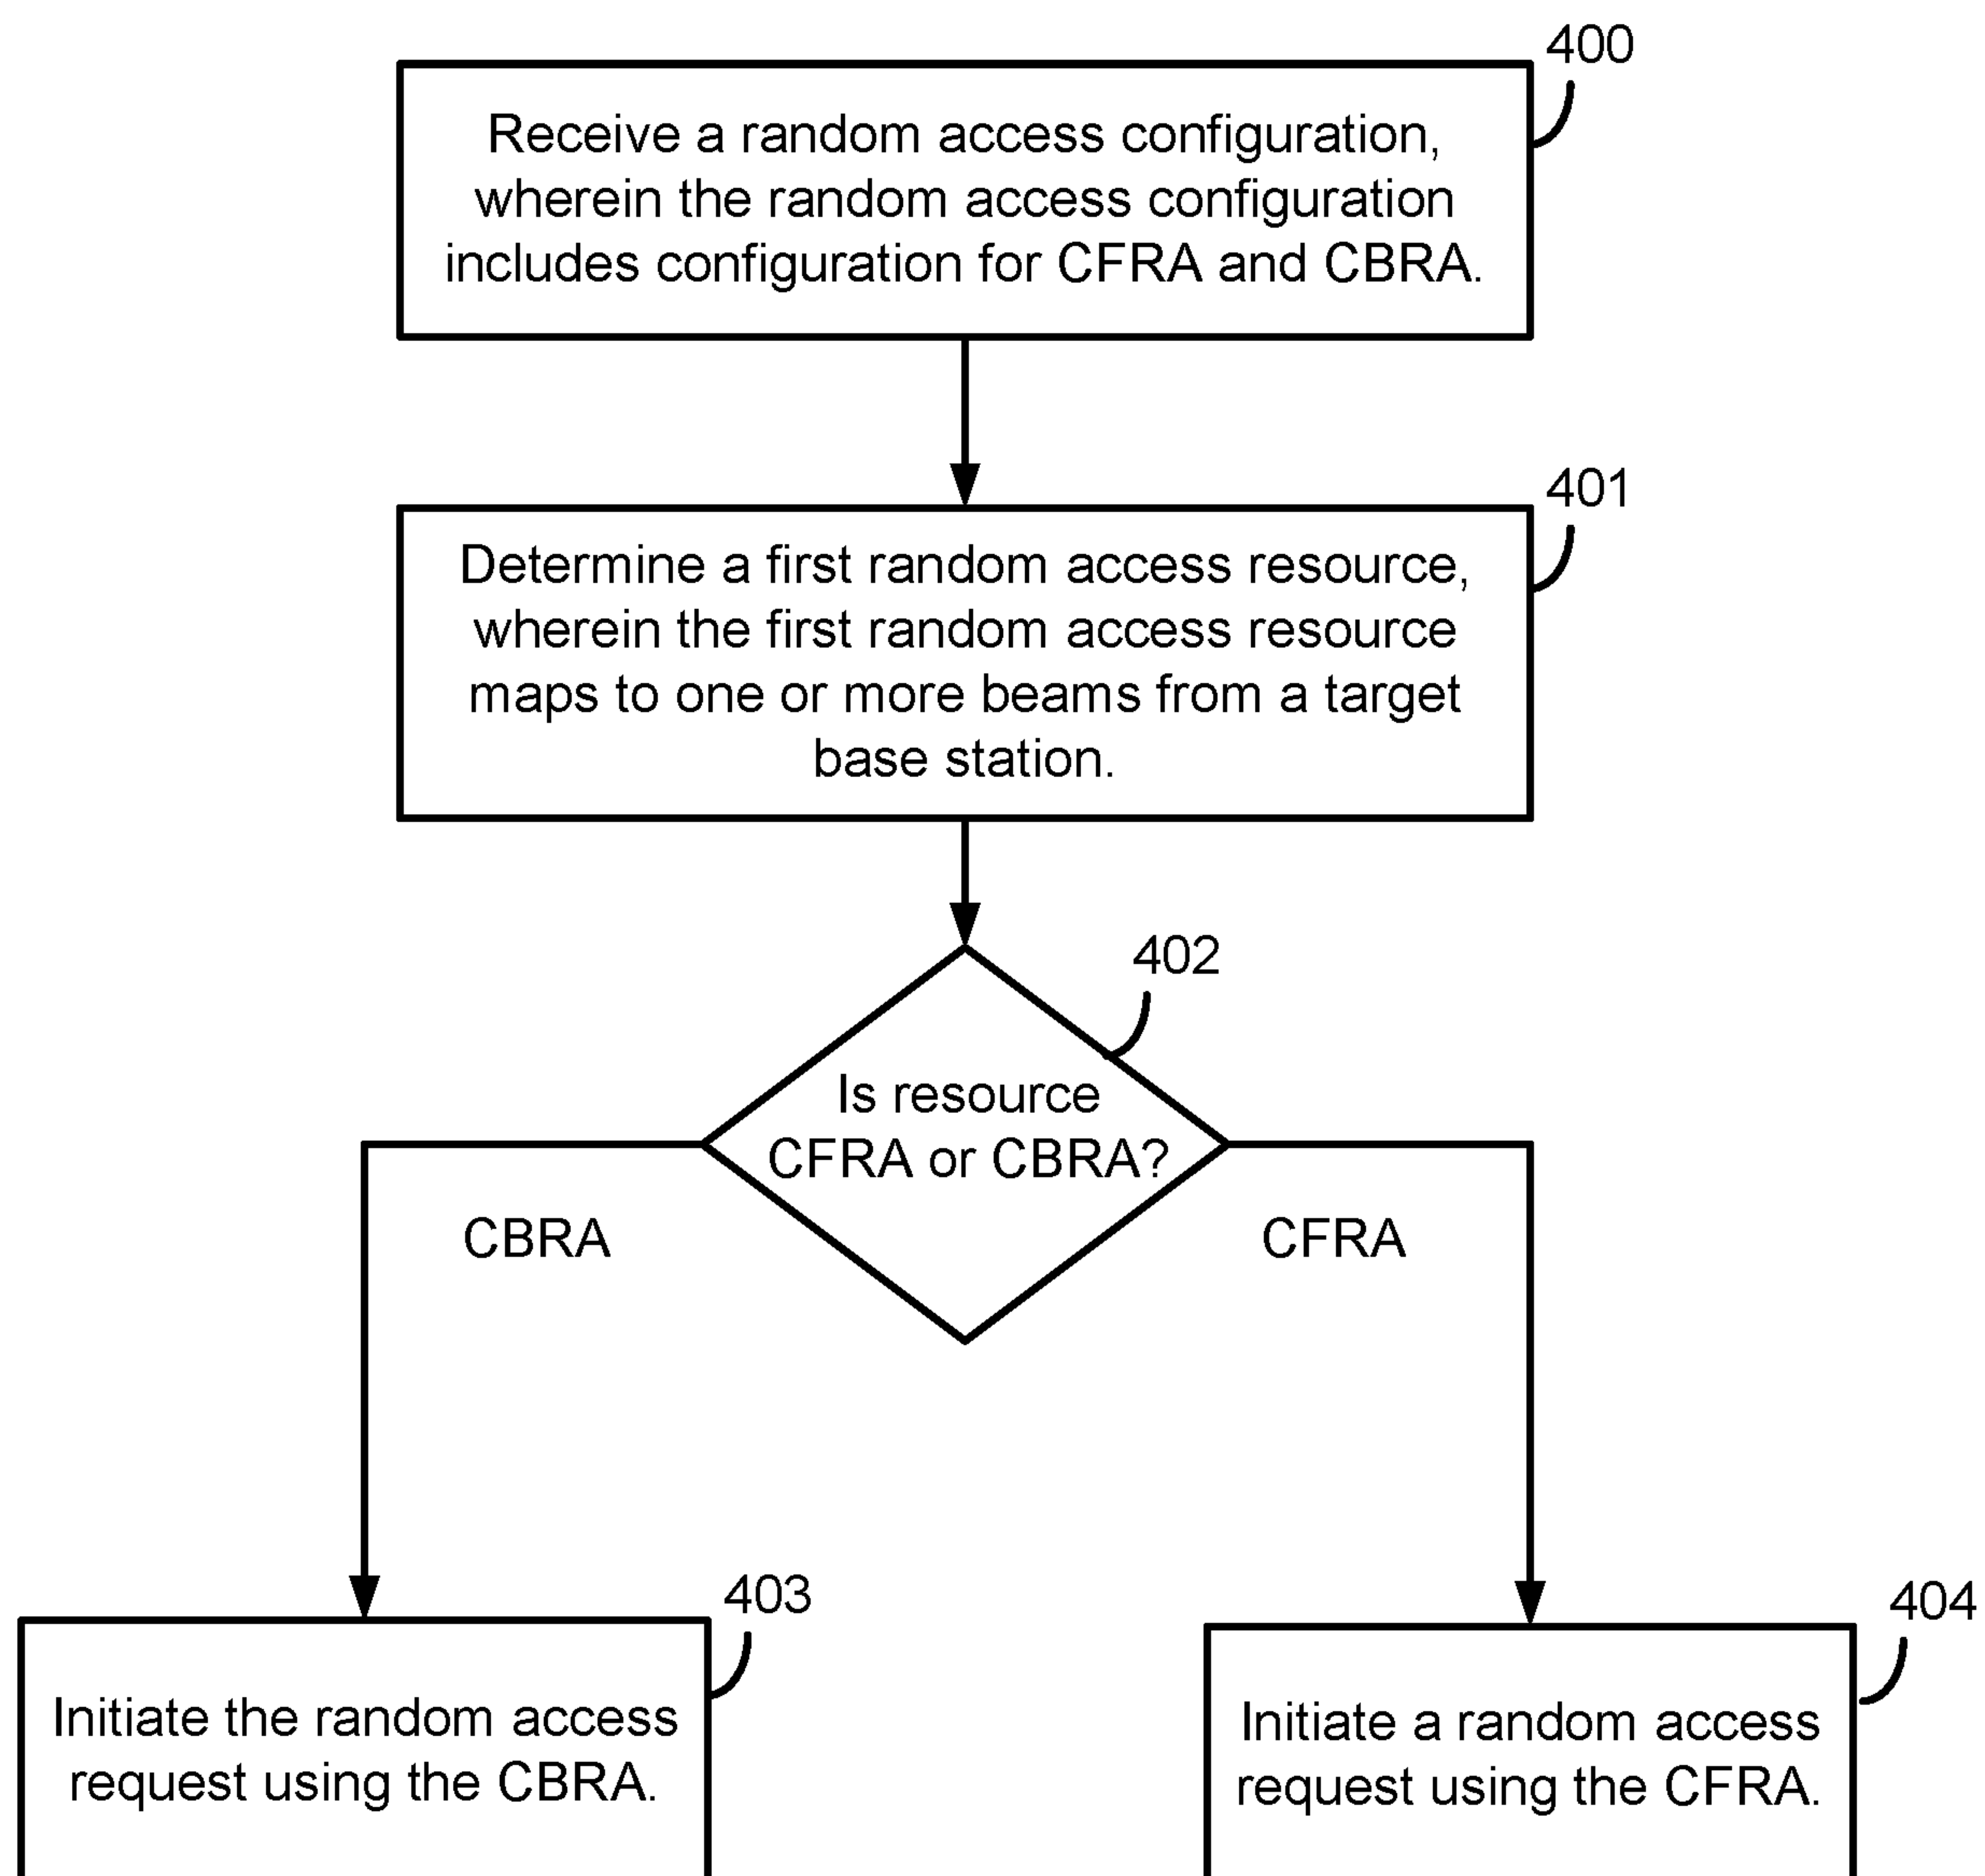 400
Receive a random access configuration,
wherein the random access configuration
includes configuration for CFRA and CBRA.
401
Determine a first random access resource,
wherein the first random access resource
maps to one or more beams from a target
base station.
402
Is resource
CFRA or CBRA?
CBRA
CFRA
403
Initiate the random access
request using the CBRA.
404
Initiate a random access
request using the CFRA.